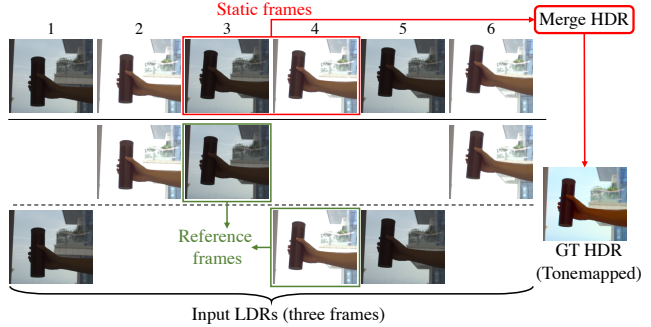 Static frames
Merge HDR
1 2 3 4 5 6
Reference
frames
GT HDR
(Tonemapped)
Input LDRs (three frames)